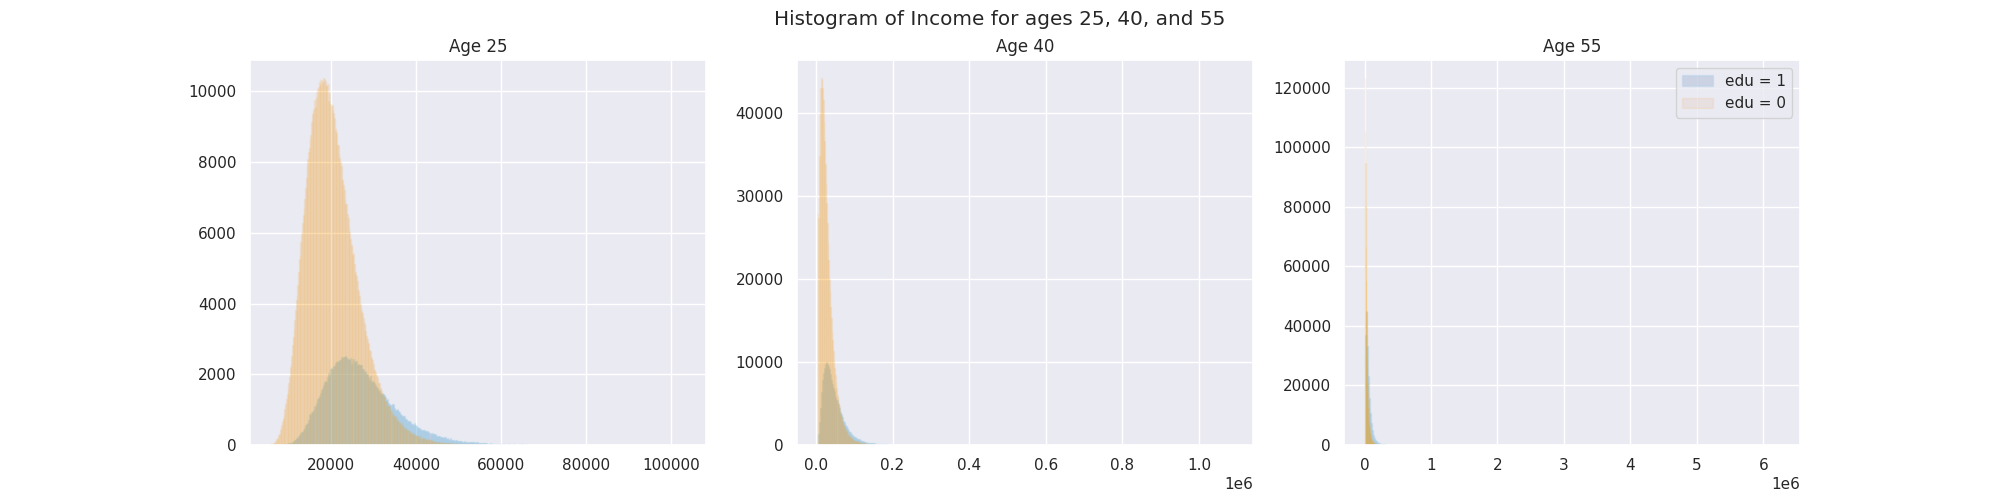 Histogram of Income for ages 25, 40, and 55
Age 25
10000
8000
6000
4000
2000
0
20000 40000 60000 80000 100000
Age 40
40000
30000
20000
10000
0
0.0 0.2 0.4 0.6 0.8 1.0
1e6
Age 55
edu = 1
edu = 0
120000
100000
80000
60000
40000
20000
0
0 1 2 3 4 5 6
1e6